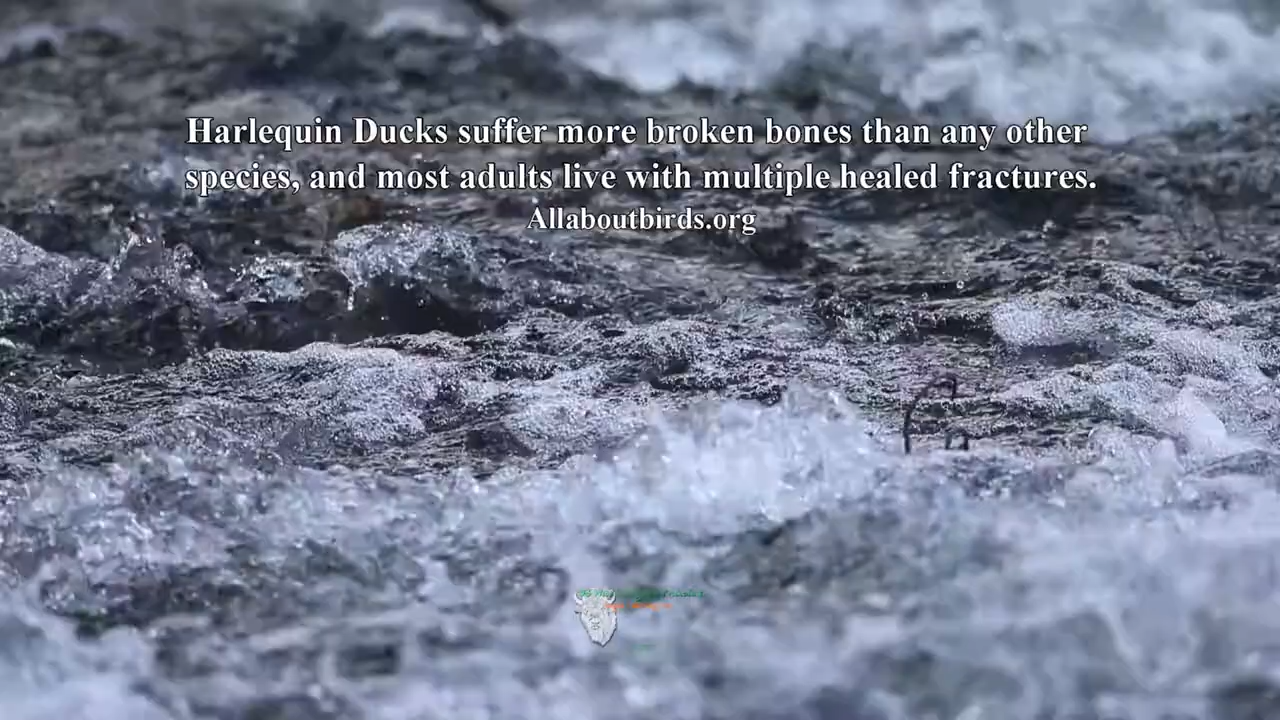 Harlequin Ducks suffer more broken bones than any other
species, and most adults live with multiple healed fractures.
Allaboutbirds.org